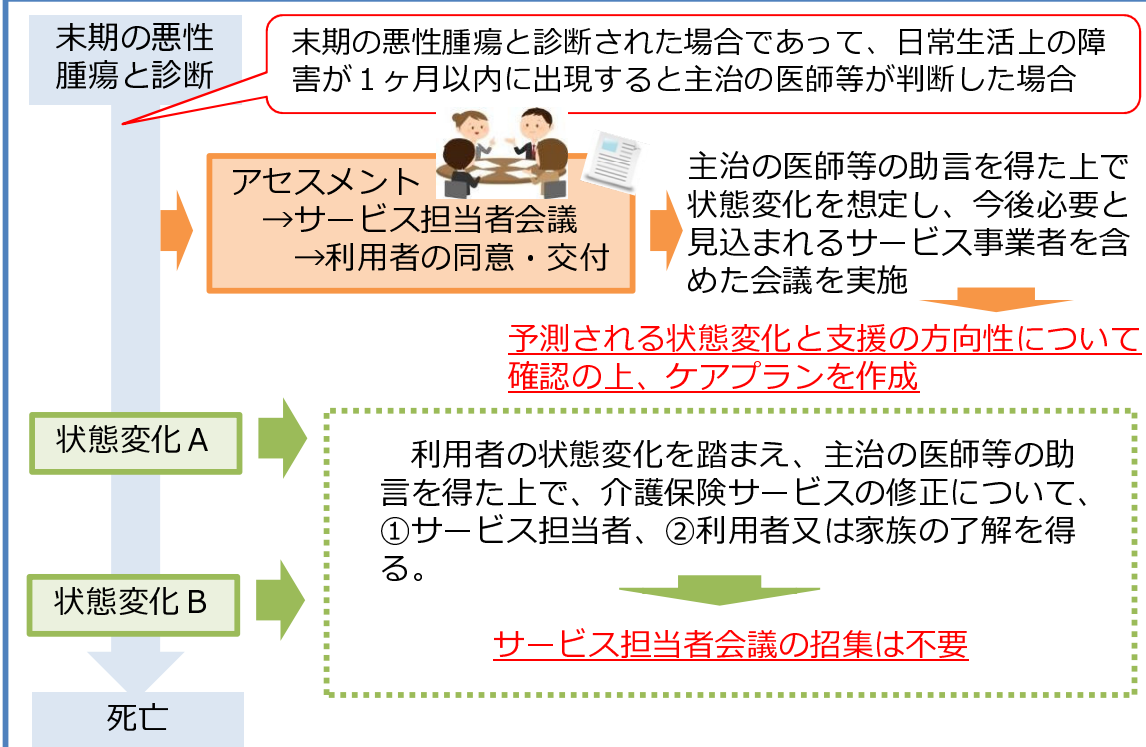 末期の悪性
腫瘍と診断
末期の悪性腫瘍と診断された場合であって、日常生活上の障
害が１ヶ月以内に出現すると主治の医師等が判断した場合
アセスメント
→サービス担当者会議
→利用者の同意・交付
主治の医師等の助言を得た上で
状態変化を想定し、今後必要と
見込まれるサービス事業者を含
めた会議を実施
予測される状態変化と支援の方向性について
確認の上、ケアプランを作成
状態変化Ａ
利用者の状態変化を踏まえ、主治の医師等の助
言を得た上で、介護保険サービスの修正について、
①サービス担当者、②利用者又は家族の了解を得
る。
状態変化Ｂ
サービス担当者会議の招集は不要
死亡